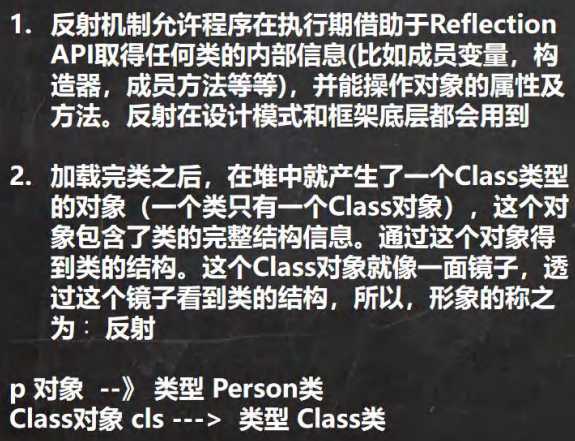 1. 反射机制允许程序在执行期借助于Reflection
API取得任何类的内部信息(比如成员变量，构
造器，成员方法等等)，并能操作对象的属性及
方法。反射在设计模式和框架底层都会用到
2. 加载完类之后，在堆中就产生了一个Class类型
的对象（一个类只有一个Class对象），这个对
象包含了类的完整结构信息。通过这个对象得
到类的结构。这个Class对象就像一面镜子，透
过这个镜子看到类的结构，所以，形象的称之
为：反射
p 对象 --》 类型 Person类
Class对象 cls ---> 类型 Class类